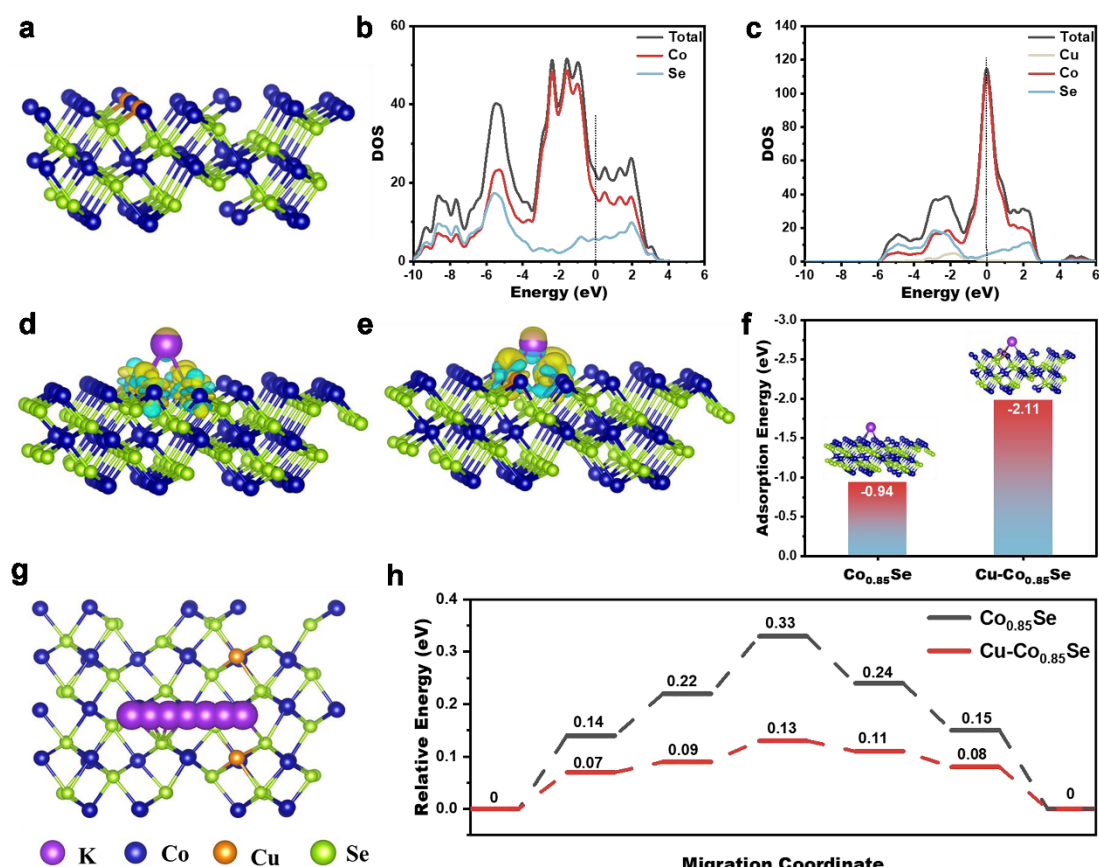 a
b
60
40
20
0
DOS
-10
-8
-6
-4
-2
0
2
4
6
Energy (eV)
Total
Co
Se
c
140
120
100
80
60
40
20
0
DOS
-10
-8
-6
-4
-2
0
2
4
6
Energy (eV)
Total
Cu
Co
Se
d
e
f
-3.0
-2.5
-2.0
-1.5
-1.0
-0.5
0.0
Adsorption Energy (eV)
-0.94
-2.11
Co0.85Se
Cu-Co0.85Se
g
K
Co
Cu
Se
h
0.4
0.3
0.2
0.1
0.0
Relative Energy (eV)
Co0.85Se
Cu-Co0.85Se
0
0.14
0.22
0.33
0.24
0.15
0
0.07
0.09
0.13
0.11
0.08
Migration Coordinate